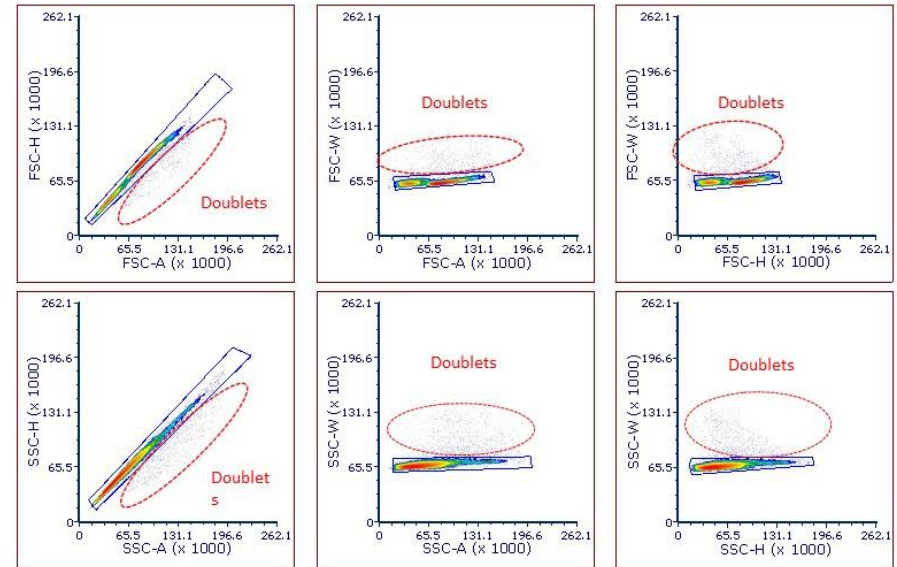 262.1
196.6
131.1
65.5
0
FSC-H (x 1000)
Doublets
0 65.5 131.1 196.6 262.1
FSC-A (x 1000)
262.1
196.6
131.1
65.5
0
FSC-W (x 1000)
Doublets
0 65.5 131.1 196.6 262.1
FSC-A (x 1000)
262.1
196.6
131.1
65.5
0
FSC-W (x 1000)
Doublets
0 65.5 131.1 196.6 262.1
FSC-H (x 1000)
262.1
196.6
131.1
65.5
0
SSC-H (x 1000)
Doublet
s
0 65.5 131.1 196.6 262.1
SSC-A (x 1000)
262.1
196.6
131.1
65.5
0
SSC-W (x 1000)
Doublets
0 65.5 131.1 196.6 262.1
SSC-A (x 1000)
262.1
196.6
131.1
65.5
0
SSC-W (x 1000)
Doublets
0 65.5 131.1 196.6 262.1
SSC-H (x 1000)